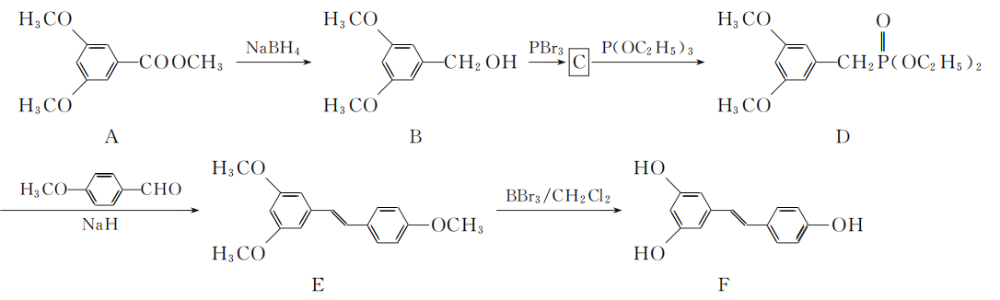 H₃CO
COOCH₃
H₃CO
A
NaBH₄
H₃CO
CH₂OH
H₃CO
B
PBr₃
C
P(OC₂H₅)₃
H₃CO
O
CH₂P(OC₂H₅)₂
H₃CO
D
H₃CO
CHO
NaH
H₃CO
OCH₃
H₃CO
E
BBr₃/CH₂Cl₂
HO
OH
HO
F